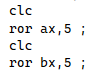 clc
ror ax,5 ;
clc
ror bx,5 ;